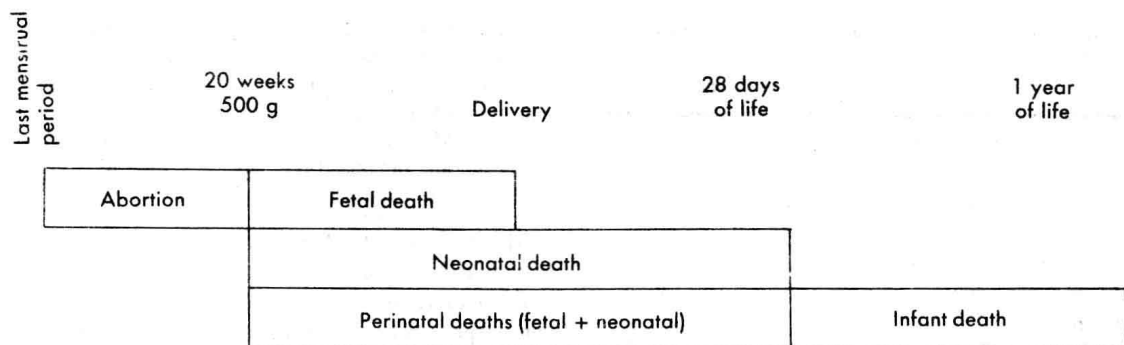 Last menstrual
period
20 weeks
500 g
Delivery
28 days
of life
1 year
of life
Abortion
Fetal death
Neonatal death
Perinatal deaths (fetal + neonatal)
Infant death